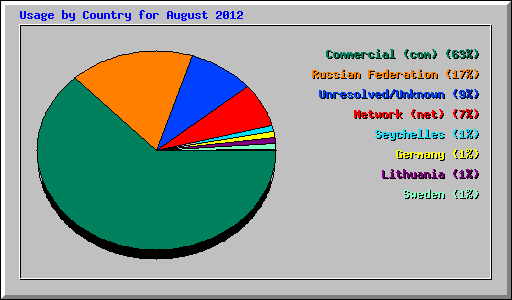 Usage by Country for August 2012
Commercial (com) (63%)
Russian Federation (17%)
Unresolved/Unknown (9%)
Network (net) (7%)
Seychelles (1%)
Germany (1%)
Lithuania (1%)
Sweden (1%)